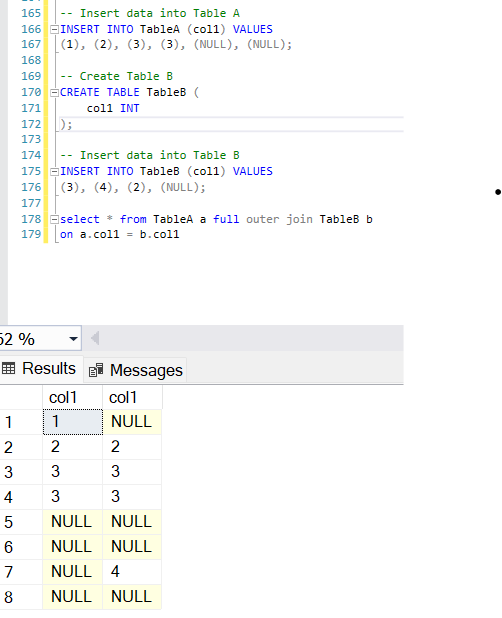 165 -- Insert data into Table A
166 INSERT INTO TableA (col1) VALUES
167 (1), (2), (3), (3), (NULL), (NULL);
168
169 -- Create Table B
170 CREATE TABLE TableB (
171 col1 INT
172 );
173
174 -- Insert data into Table B
175 INSERT INTO TableB (col1) VALUES
176 (3), (4), (2), (NULL);
177
178 select * from TableA a full outer join TableB b
179 on a.col1 = b.col1
52 %
Results Messages
col1 col1
1 1 NULL
2 2 2
3 3 3
4 3 3
5 NULL NULL
6 NULL NULL
7 NULL 4
8 NULL NULL